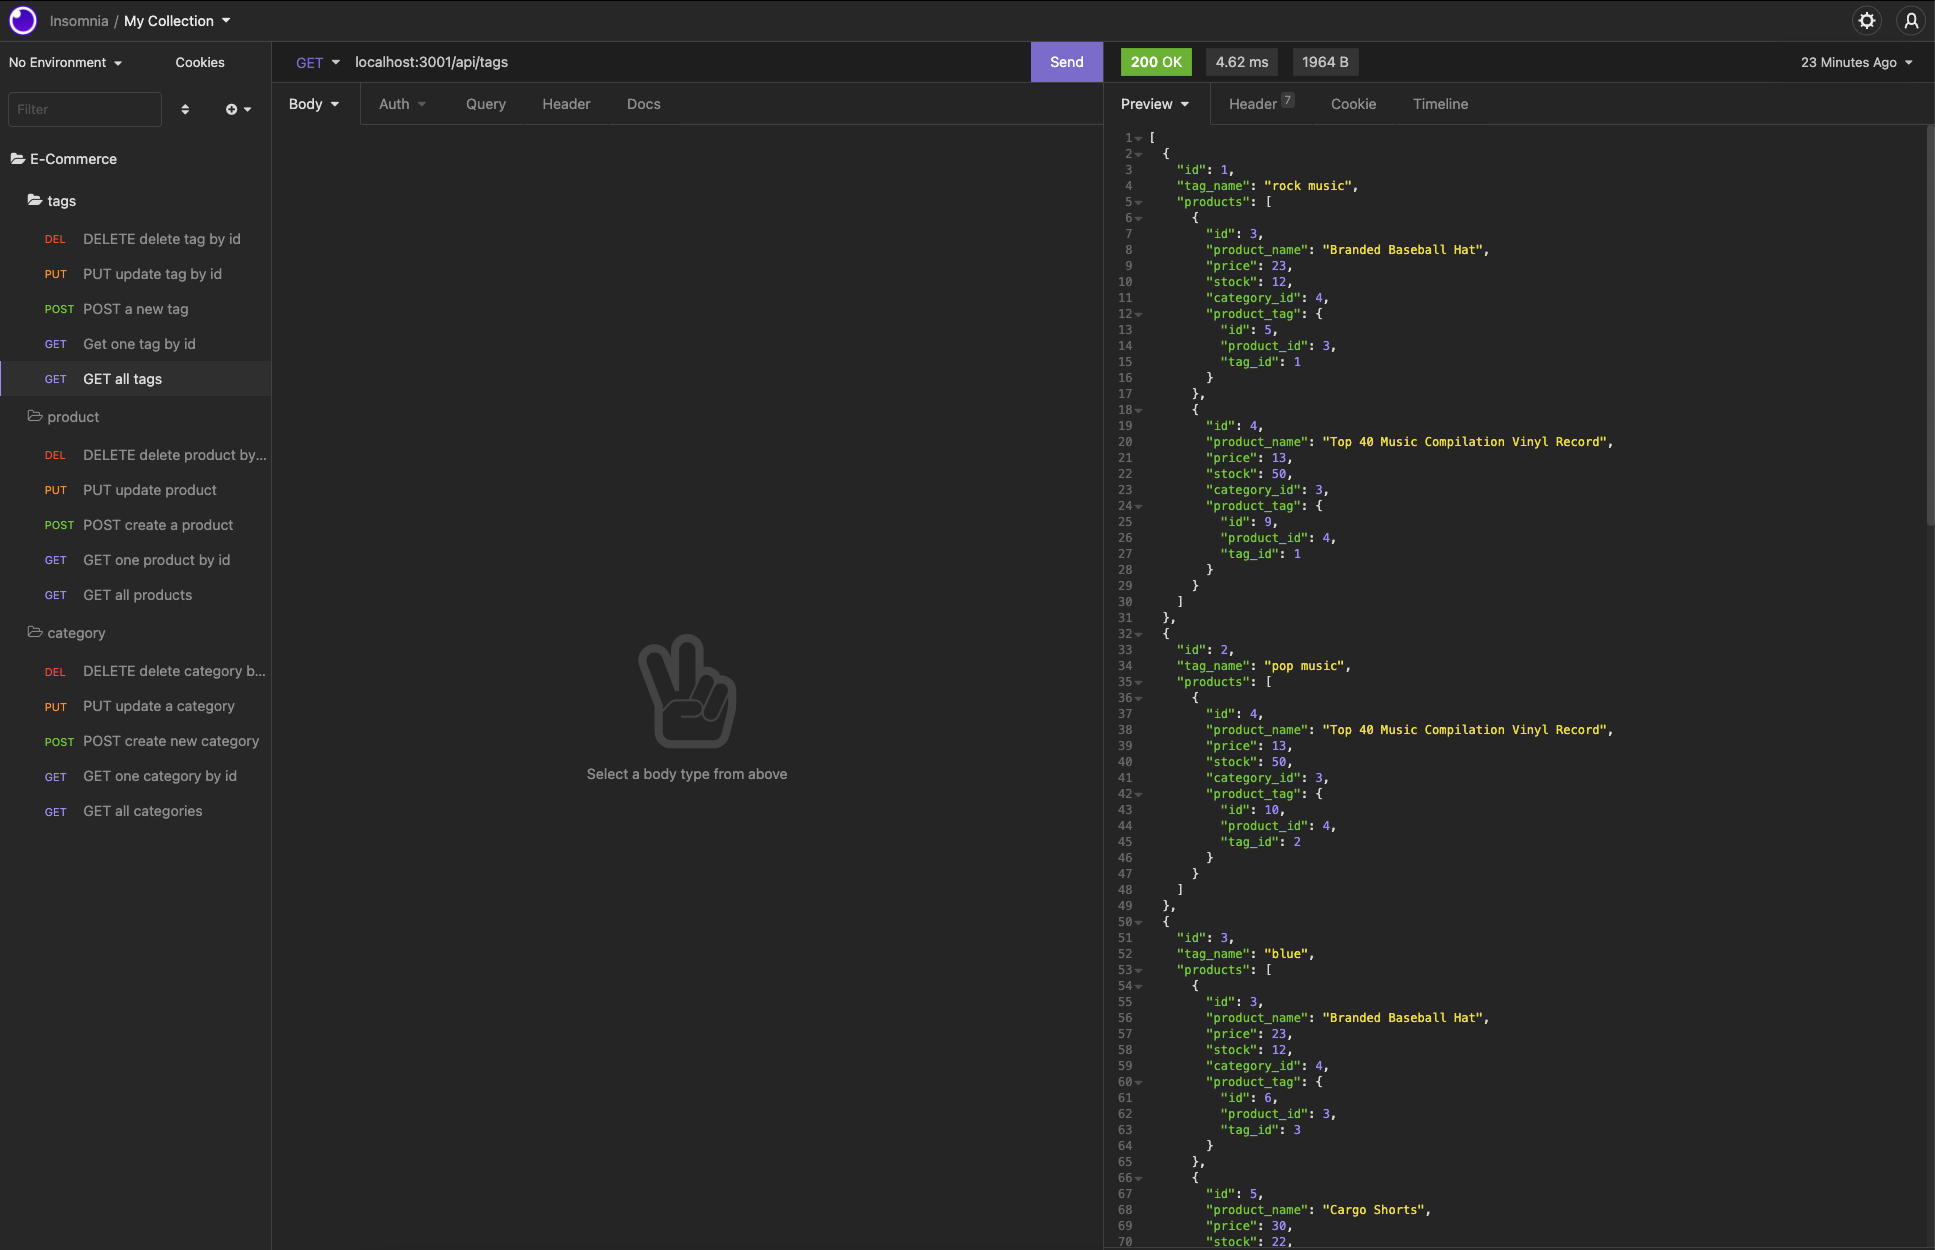 Insomnia / My Collection
No Environment
Cookies
Filter
E-Commerce
tags
DEL DELETE delete tag by id
PUT PUT update tag by id
POST POST a new tag
GET Get one tag by id
GET GET all tags
product
DEL DELETE delete product by...
PUT PUT update product
POST POST create a product
GET GET one product by id
GET GET all products
category
DEL DELETE delete category b...
PUT PUT update a category
POST POST create new category
GET GET one category by id
GET GET all categories
GET localhost:3001/api/tags
Send
Body Auth Query Header Docs
Select a body type from above
200 OK 4.62 ms 1964 B 23 Minutes Ago
Preview Header 7 Cookie Timeline
1 [
2 {
3 "id": 1,
4 "tag_name": "rock music",
5 "products": [
6 {
7 "id": 3,
8 "product_name": "Branded Baseball Hat",
9 "price": 23,
10 "stock": 12,
11 "category_id": 4,
12 "product_tag": {
13 "id": 5,
14 "product_id": 3,
15 "tag_id": 1
16 }
17 },
18 {
19 "id": 4,
20 "product_name": "Top 40 Music Compilation Vinyl Record",
21 "price": 13,
22 "stock": 50,
23 "category_id": 3,
24 "product_tag": {
25 "id": 9,
26 "product_id": 4,
27 "tag_id": 1
28 }
29 }
30 ]
31 },
32 {
33 "id": 2,
34 "tag_name": "pop music",
35 "products": [
36 {
37 "id": 4,
38 "product_name": "Top 40 Music Compilation Vinyl Record",
39 "price": 13,
40 "stock": 50,
41 "category_id": 3,
42 "product_tag": {
43 "id": 10,
44 "product_id": 4,
45 "tag_id": 2
46 }
47 }
48 ]
49 },
50 {
51 "id": 3,
52 "tag_name": "blue",
53 "products": [
54 {
55 "id": 3,
56 "product_name": "Branded Baseball Hat",
57 "price": 23,
58 "stock": 12,
59 "category_id": 4,
60 "product_tag": {
61 "id": 6,
62 "product_id": 3,
63 "tag_id": 3
64 }
65 },
66 {
67 "id": 5,
68 "product_name": "Cargo Shorts",
69 "price": 30,
70 "stock": 22,